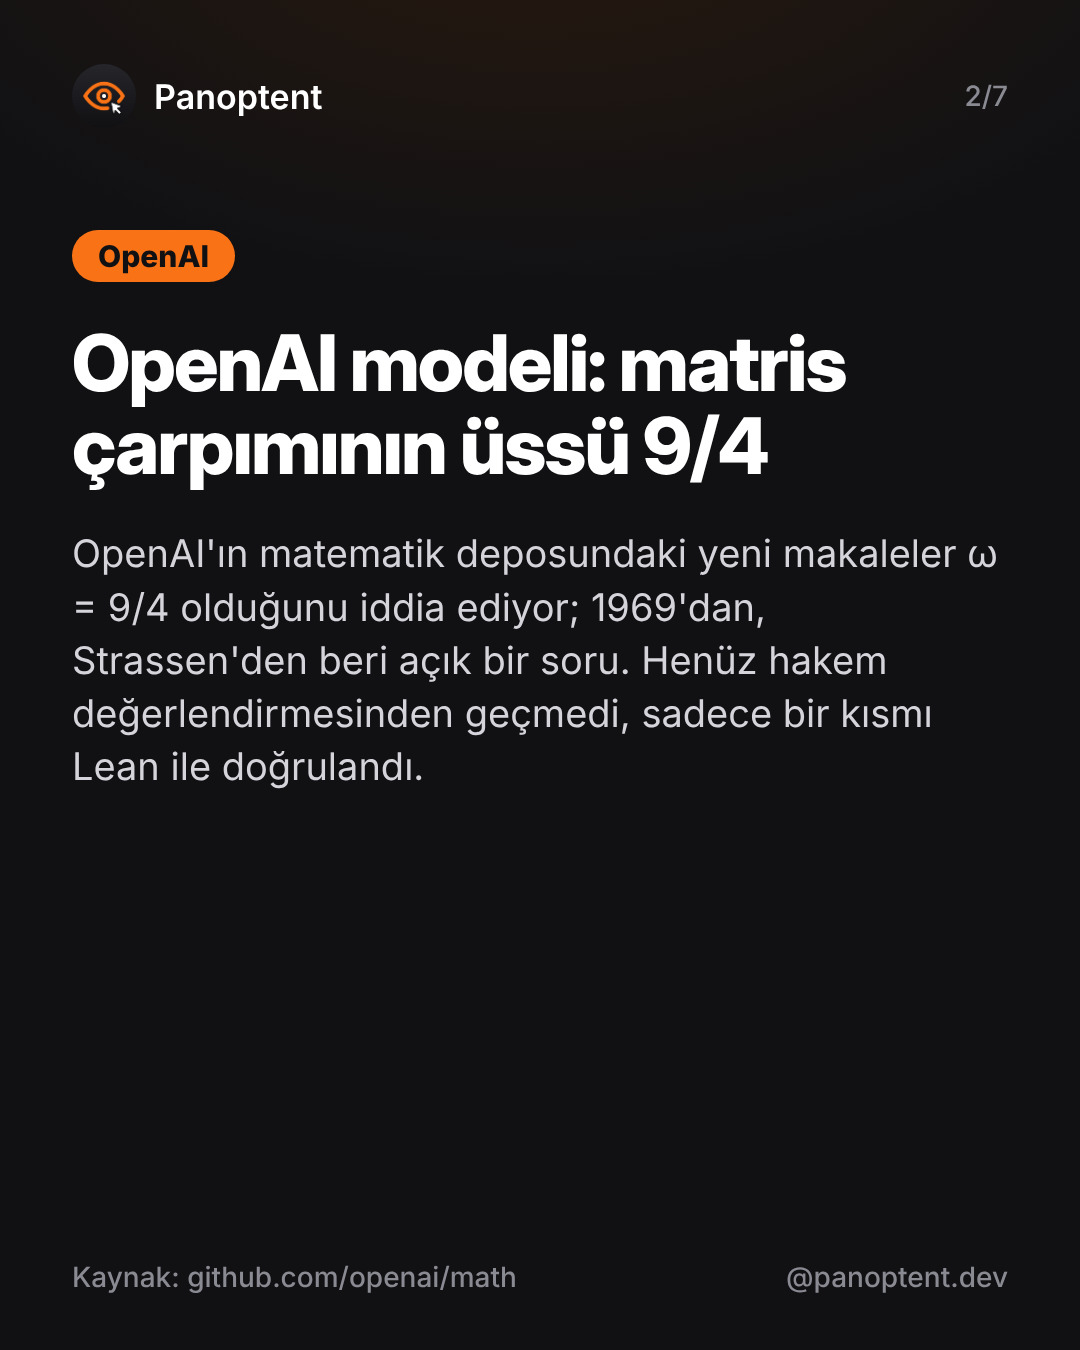 Panoptent
2/7
OpenAI
OpenAI modeli: matris
çarpımının üssü 9/4
OpenAI'ın matematik deposundaki yeni makaleler ω
= 9/4 olduğunu iddia ediyor; 1969'dan,
Strassen'den beri açık bir soru. Henüz hakem
değerlendirmesinden geçmedi, sadece bir kısmı
Lean ile doğrulandı.
Kaynak: github.com/openai/math
@panoptent.dev